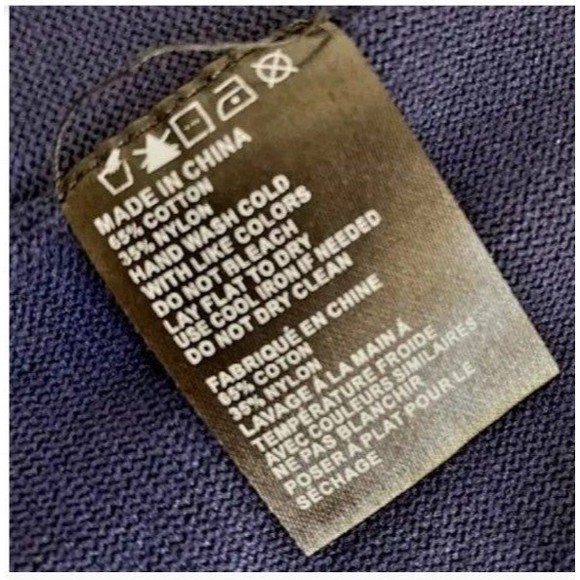 MADE IN CHINA
65% COTTON
35% NYLON
HAND WASH COLD
WITH LIKE COLORS
DO NOT BLEACH
LAY FLAT TO DRY
USE COOL IRON IF NEEDED
DO NOT DRY CLEAN
FABRIQUÉ EN CHINE
65% COTON
35% NYLON
LAVAGE À LA MAIN À
TEMPÉRATURE FROIDE
AVEC COULEURS SIMILAIRES
NE PAS BLANCHIR
POSER À PLAT POUR LE
SÉCHAGE